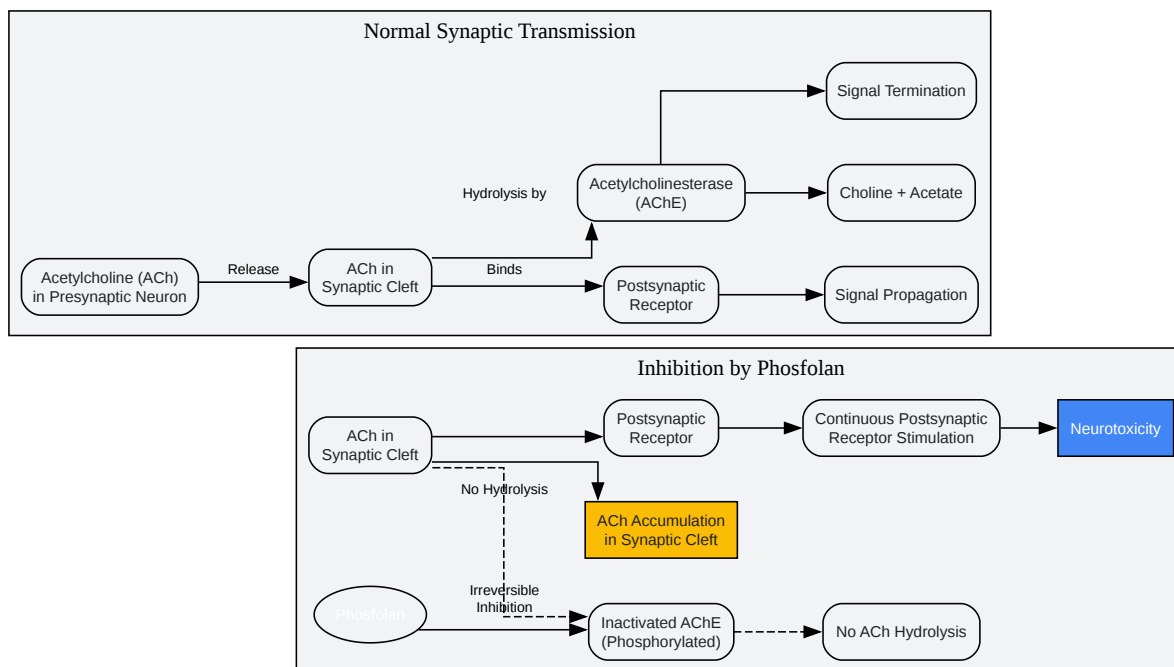 Normal Synaptic Transmission
Signal Termination
Hydrolysis by
Acetylcholinesterase
(AChE)
Choline + Acetate
Acetylcholine (ACh)
in Presynaptic Neuron
Release
ACh in
Synaptic Cleft
Binds
Postsynaptic
Receptor
Signal Propagation
Inhibition by Phosfolan
ACh in
Synaptic Cleft
Postsynaptic
Receptor
Continuous Postsynaptic
Receptor Stimulation
Neurotoxicity
No Hydrolysis
ACh Accumulation
in Synaptic Cleft
Phosfolan
Irreversible
Inhibition
Inactivated AChE
(Phosphorylated)
No ACh Hydrolysis